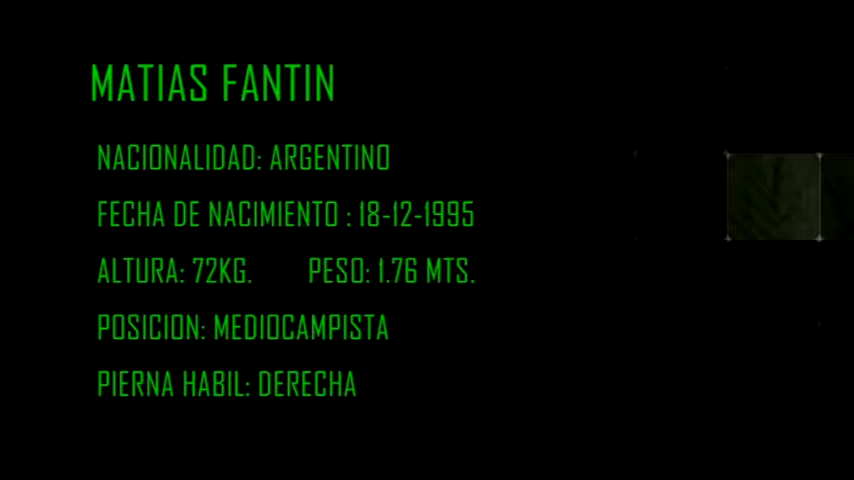 MATIAS FANTIN
NACIONALIDAD: ARGENTINO
FECHA DE NACIMIENTO : 18-12-1995
ALTURA: 72KG. PESO: 1.76 MTS.
POSICION: MEDIOCAMPISTA
PIERNA HABIL: DERECHA